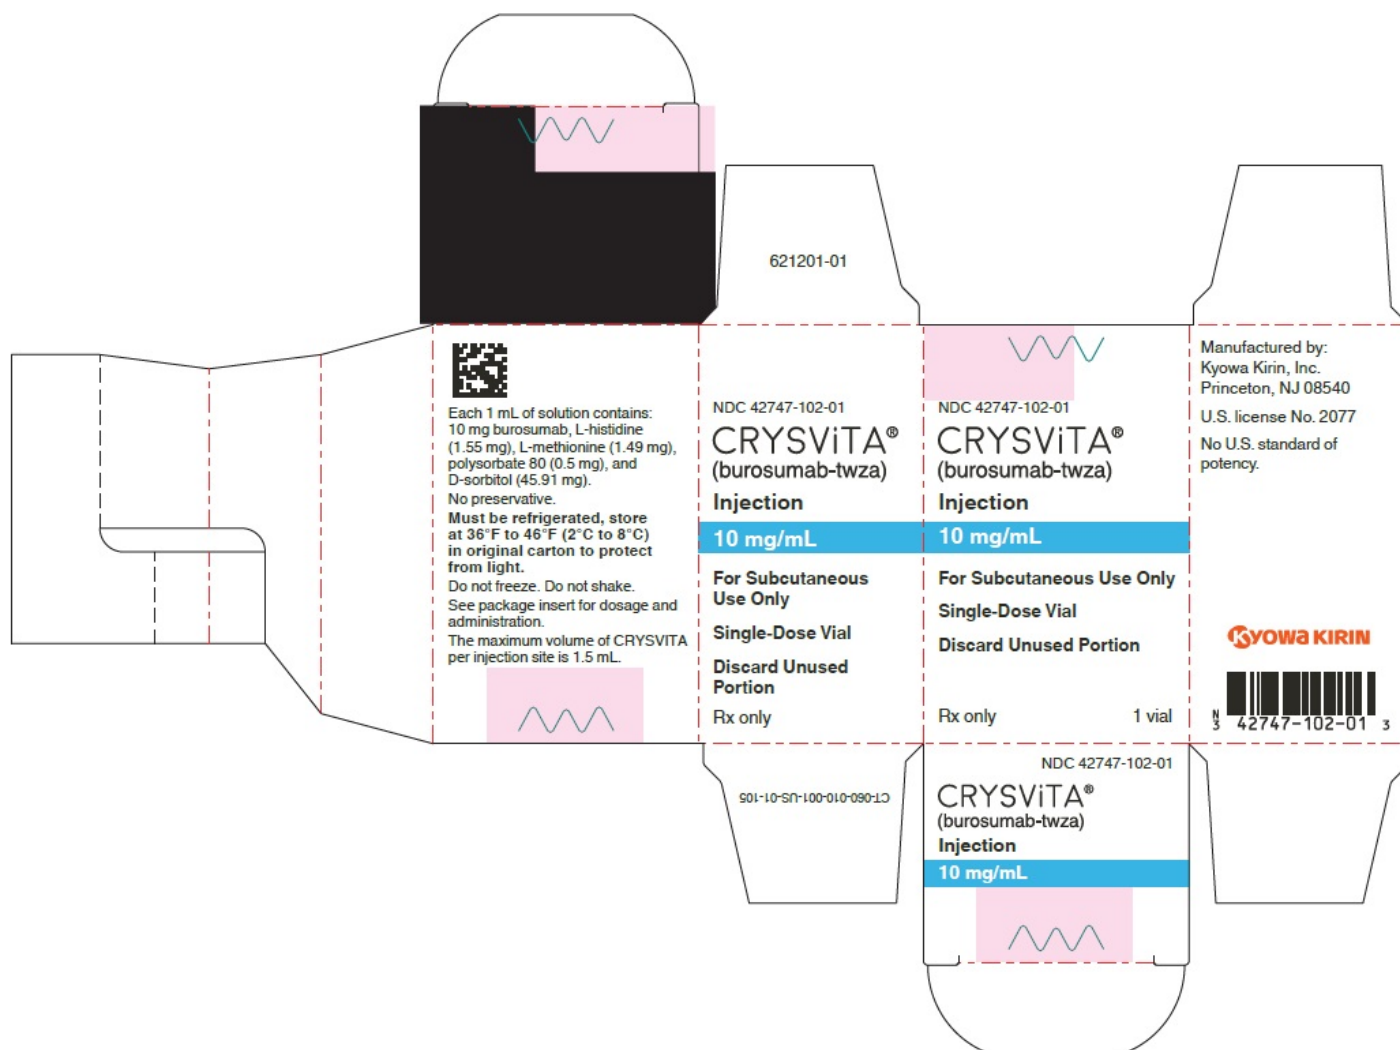 621201-01
Each 1 mL of solution contains:
10 mg burosumab, L-histidine
(1.55 mg), L-methionine (1.49 mg),
polysorbate 80 (0.5 mg), and
D-sorbitol (45.91 mg).
No preservative.
Must be refrigerated, store
at 36°F to 46°F (2°C to 8°C)
in original carton to protect
from light.
Do not freeze. Do not shake.
See package insert for dosage and
administration.
The maximum volume of CRYSVITA
per injection site is 1.5 mL.
NDC 42747-102-01
CRYSViTA®
(burosumab-twza)
Injection
10 mg/mL
For Subcutaneous
Use Only
Single-Dose Vial
Discard Unused
Portion
Rx only
NDC 42747-102-01
CRYSViTA®
(burosumab-twza)
Injection
10 mg/mL
For Subcutaneous Use Only
Single-Dose Vial
Discard Unused Portion
Rx only 1 vial
Manufactured by:
Kyowa Kirin, Inc.
Princeton, NJ 08540
U.S. license No. 2077
No U.S. standard of
potency.
KYOWA KIRIN
N
3 42747-102-01 3
CT-060-010-001-US-01-105
NDC 42747-102-01
CRYSViTA®
(burosumab-twza)
Injection
10 mg/mL